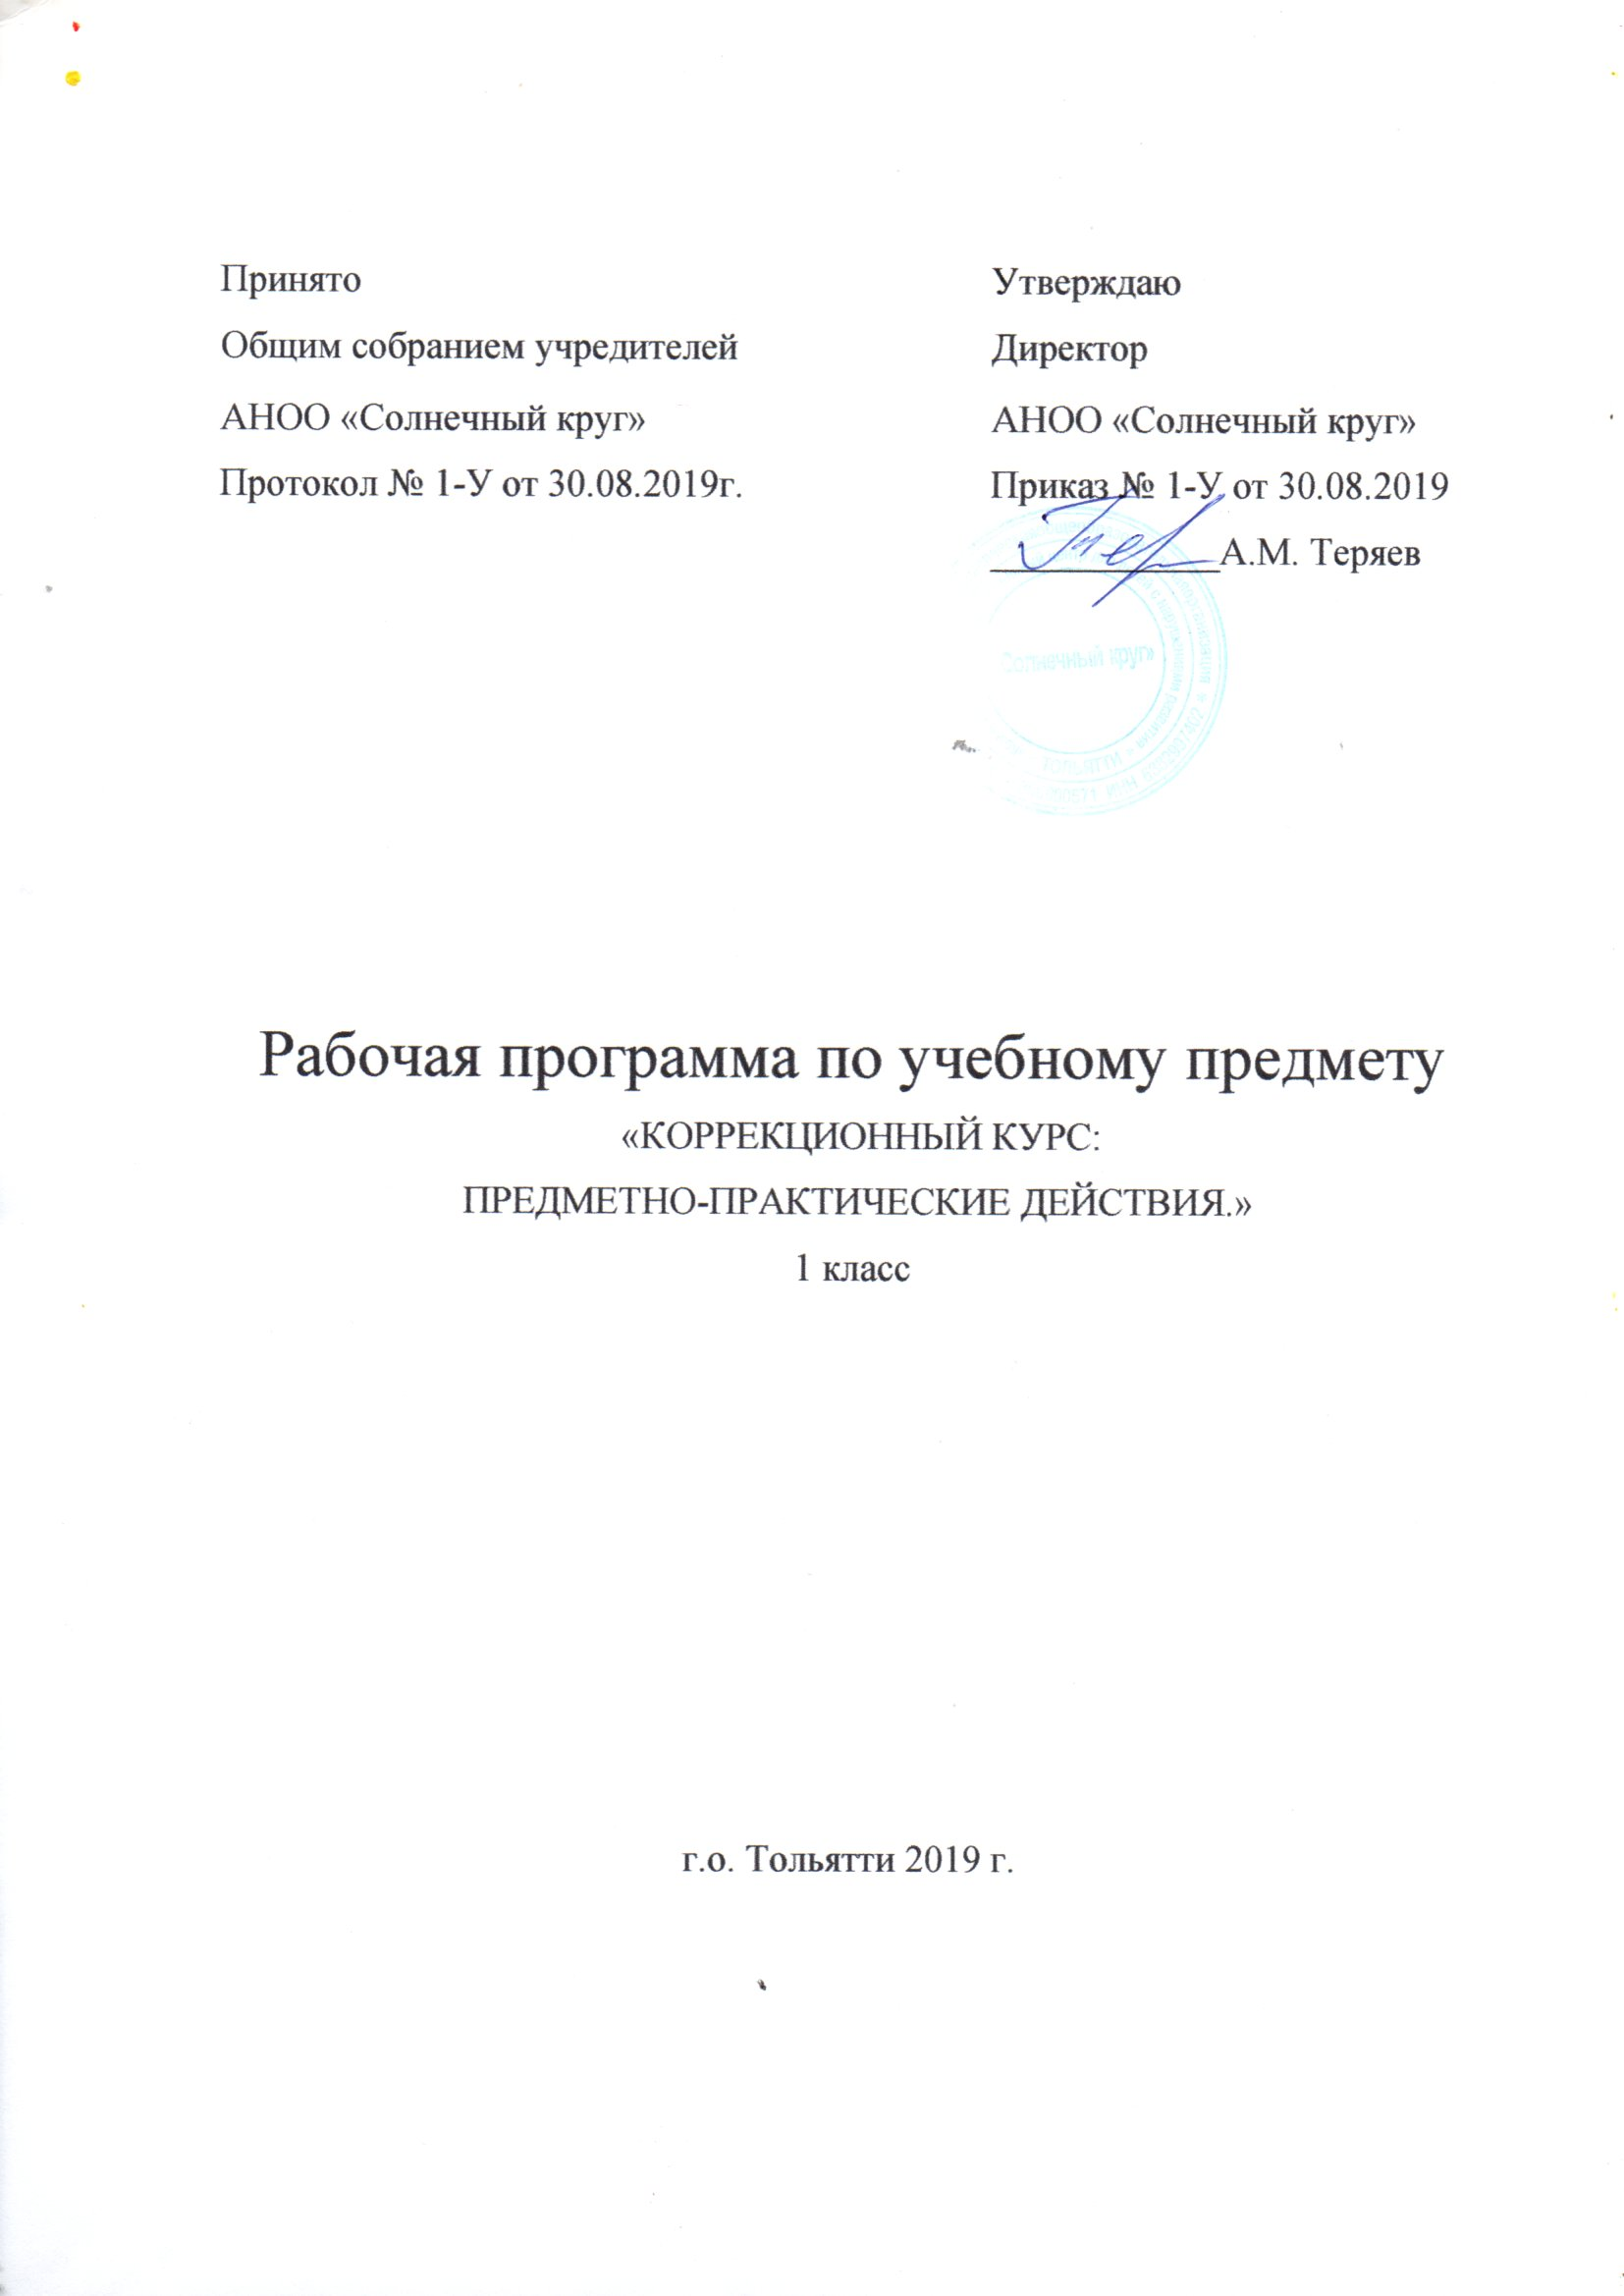 Принято
Общим собранием учредителей
АНОО «Солнечный круг»
Протокол № 1-У от 30.08.2019г.
Утверждаю
Директор
АНОО «Солнечный круг»
Приказ № 1-У от 30.08.2019
А.М. Теряев
Солнечный круг»
ТОЛЬЯТТИ
ИНН
Рабочая программа по учебному предмету
«КОРРЕКЦИОННЫЙ КУРС:
ПРЕДМЕТНО-ПРАКТИЧЕСКИЕ ДЕЙСТВИЯ.»
1 класс
г.о. Тольятти 2019 г.